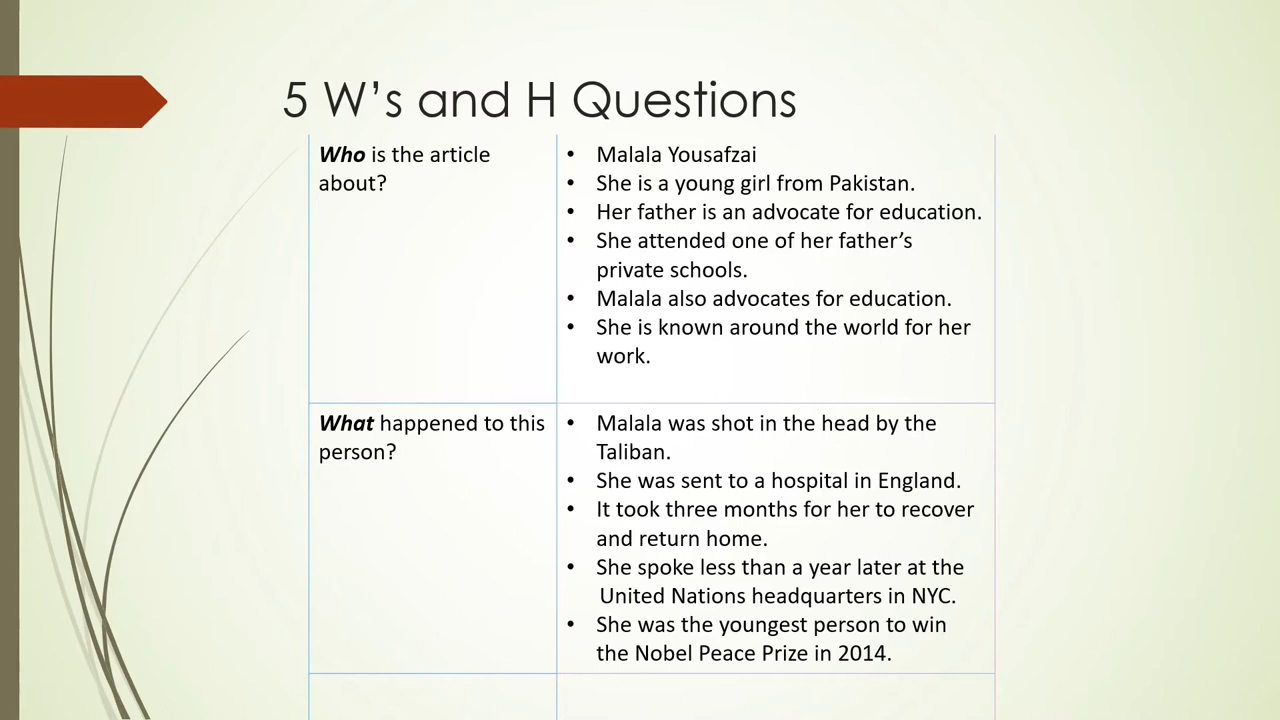 5 W’s and H Questions
Who is the article
about?
• Malala Yousafzai
• She is a young girl from Pakistan.
• Her father is an advocate for education.
• She attended one of her father’s
private schools.
• Malala also advocates for education.
• She is known around the world for her
work.
What happened to this
person?
• Malala was shot in the head by the
Taliban.
• She was sent to a hospital in England.
• It took three months for her to recover
and return home.
• She spoke less than a year later at the
United Nations headquarters in NYC.
• She was the youngest person to win
the Nobel Peace Prize in 2014.